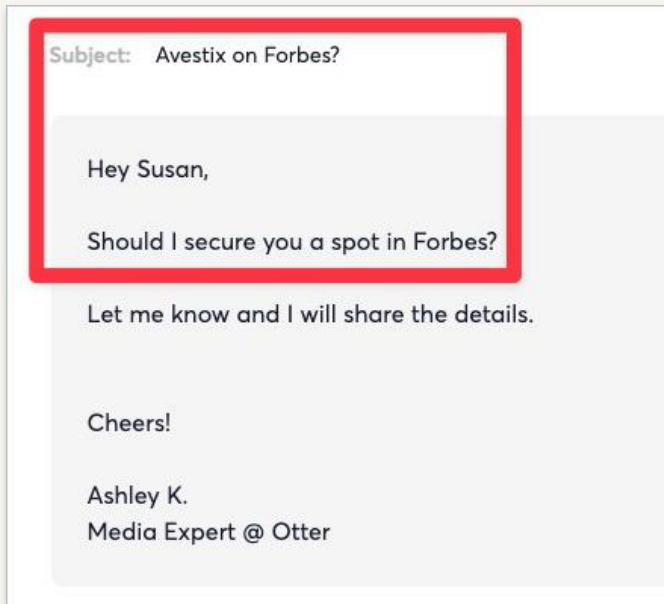 Subject: Avestix on Forbes?
Hey Susan,
Should I secure you a spot in Forbes?
Let me know and I will share the details.
Cheers!
Ashley K.
Media Expert @ Otter